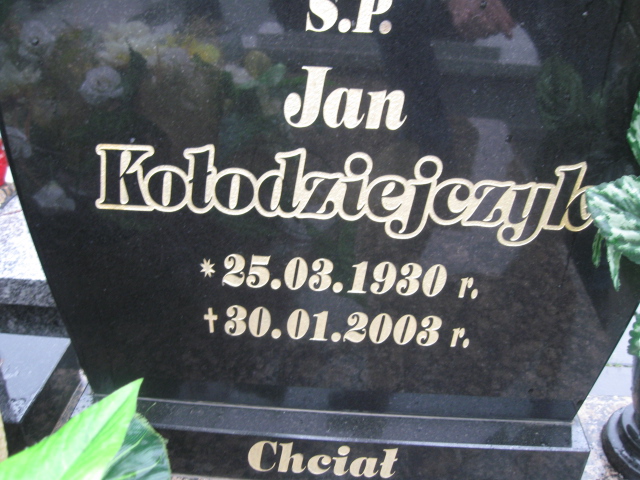 Ś.P.
Jan
Kołodziejczyk
* 25.03.1930 r.
✝ 30.01.2003 r.
Chciał